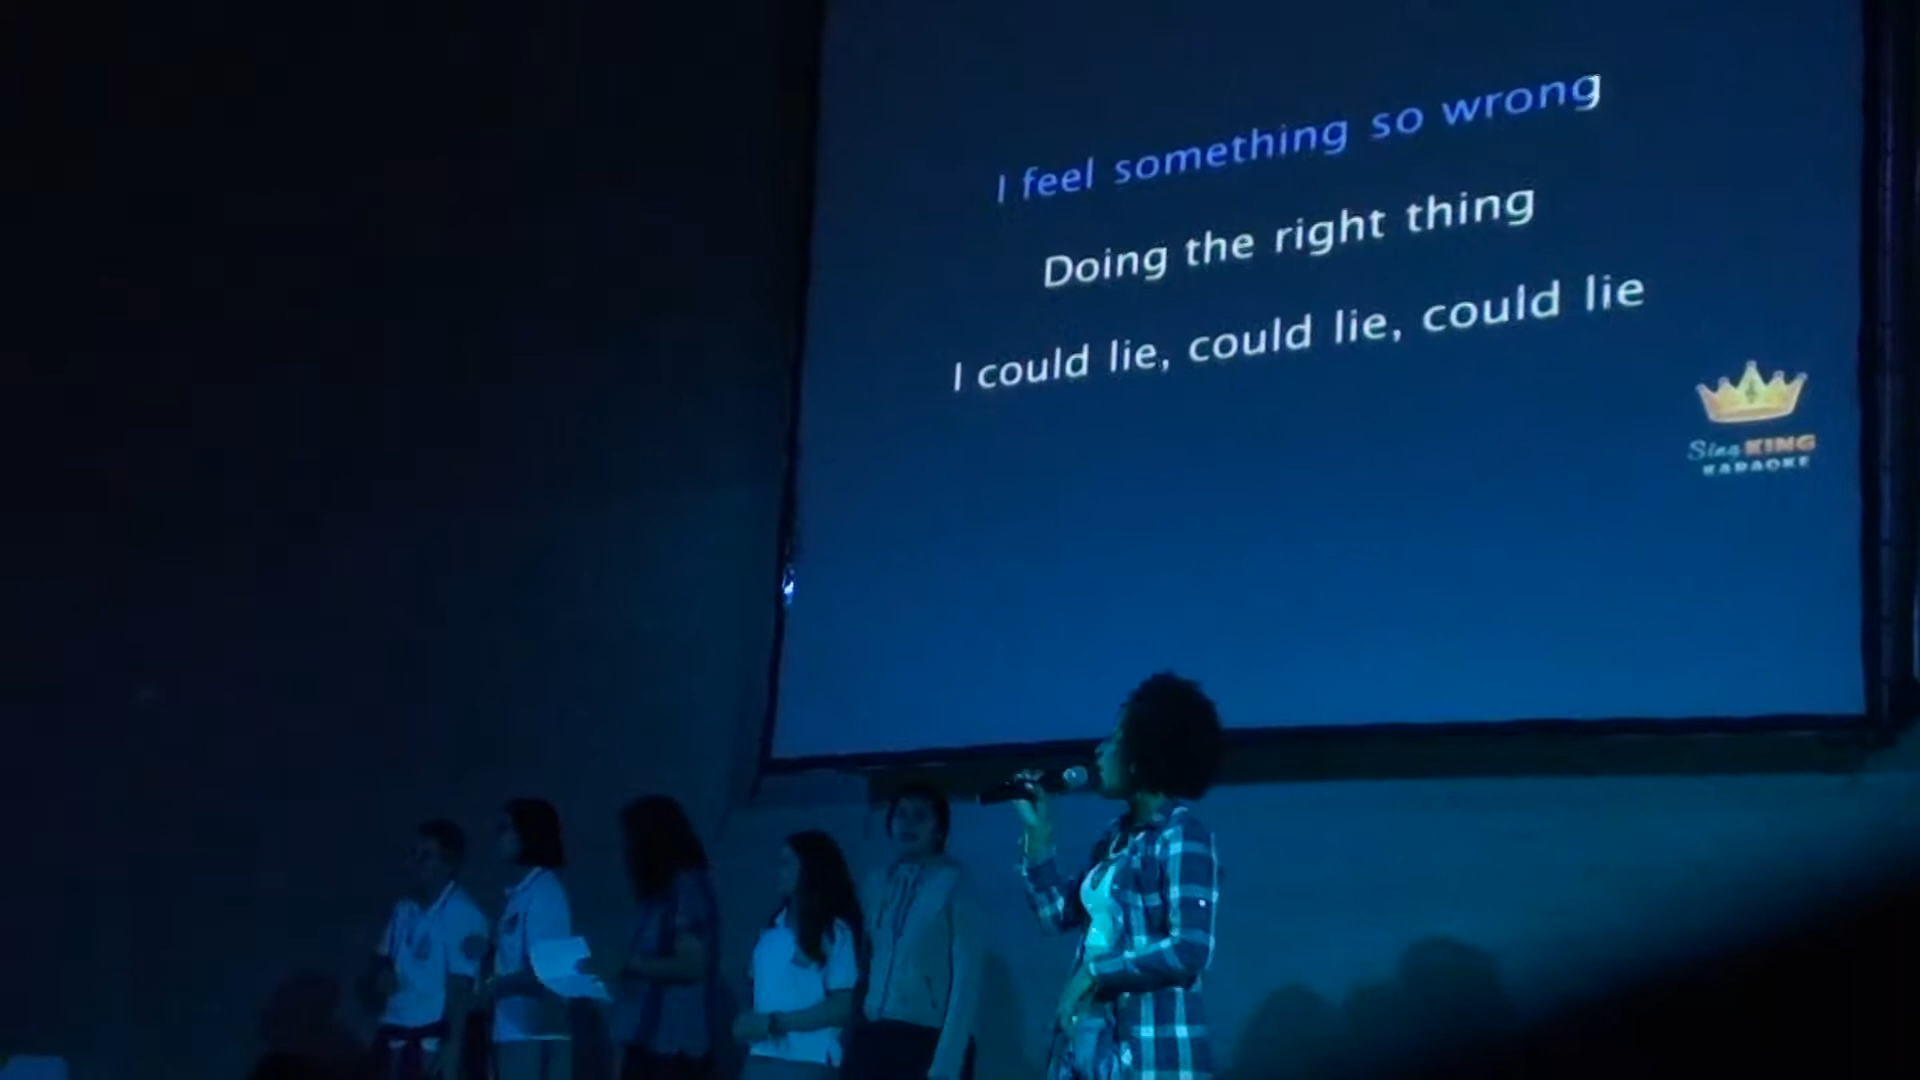 I feel something so wrong
Doing the right thing
I could lie, could lie, could lie
Sing KING
KARAOKE